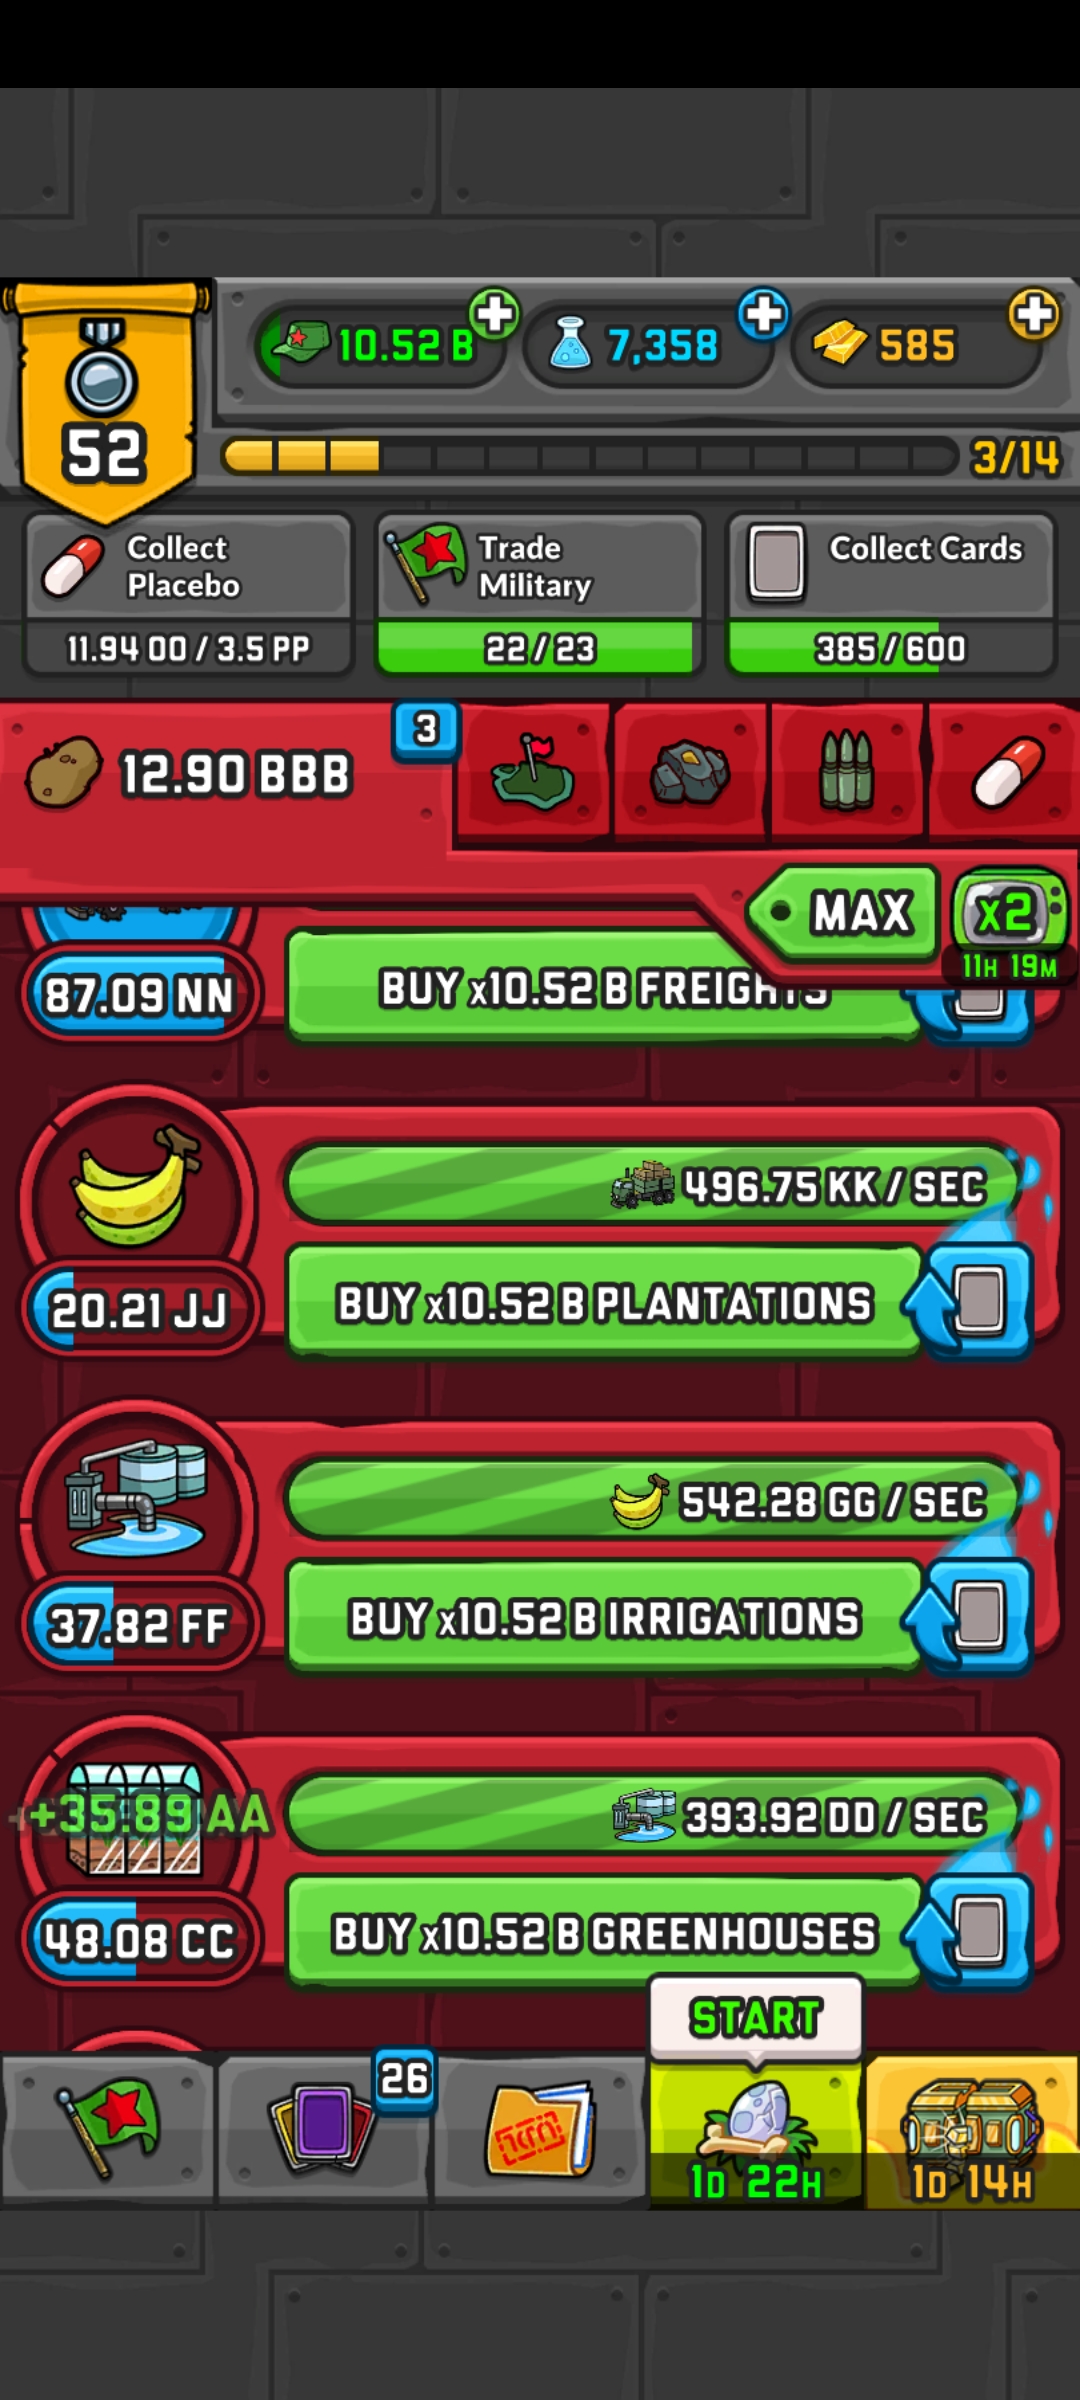 10.52 B
7,358
585
52
3/14
Collect
Placebo
11.94 OO / 3.5 PP
Trade
Military
22 / 23
Collect Cards
385 / 600
12.90 BBB
3
MAX
x2
11H 19M
87.09 NN
BUY x10.52 B FREIGHTS
496.75 KK / SEC
20.21 JJ
BUY x10.52 B PLANTATIONS
542.28 GG / SEC
37.82 FF
BUY x10.52 B IRRIGATIONS
+35.89 AA
393.92 DD / SEC
48.08 CC
BUY x10.52 B GREENHOUSES
START
26
1D 22H
1D 14H